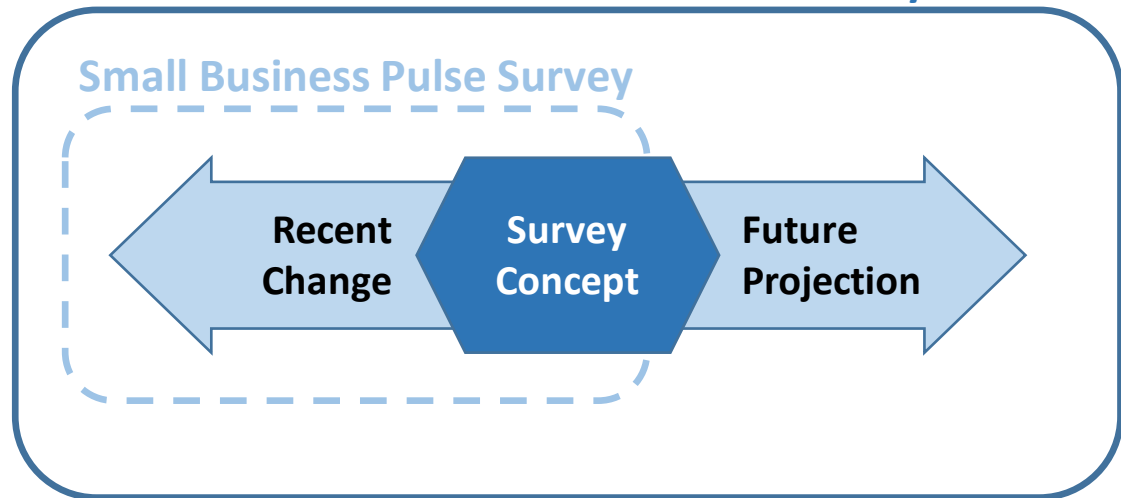 Small Business Pulse Survey
Recent
Change
Survey
Concept
Future
Projection